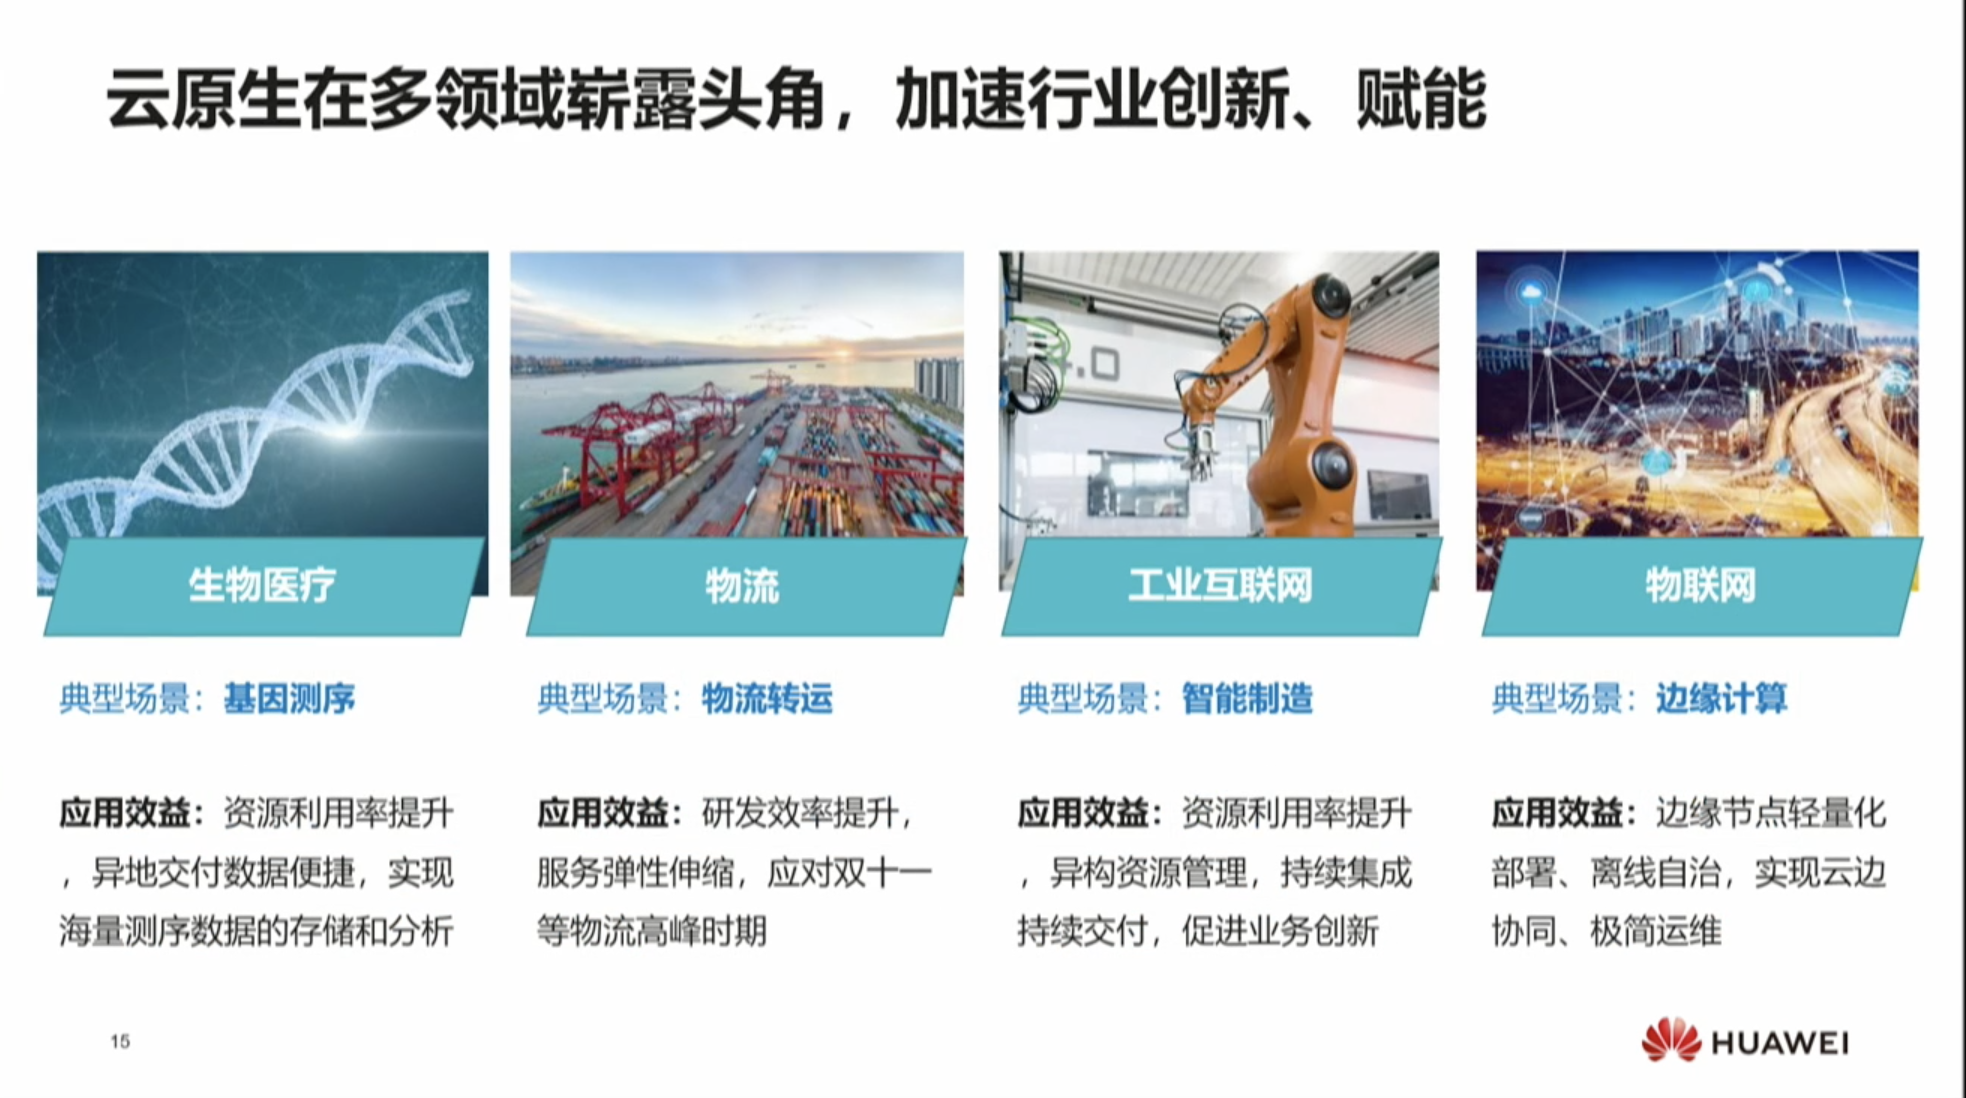 云原生在多领域崭露头角，加速行业创新、赋能
生物医疗
典型场景：基因测序
应用效益：资源利用率提升
，异地交付数据便捷，实现
海量测序数据的存储和分析
物流
典型场景：物流转运
应用效益：研发效率提升，
服务弹性伸缩，应对双十一
等物流高峰时期
工业互联网
典型场景：智能制造
应用效益：资源利用率提升
，异构资源管理，持续集成
持续交付，促进业务创新
物联网
典型场景：边缘计算
应用效益：边缘节点轻量化
部署、离线自治，实现云边
协同、极简运维
15
HUAWEI